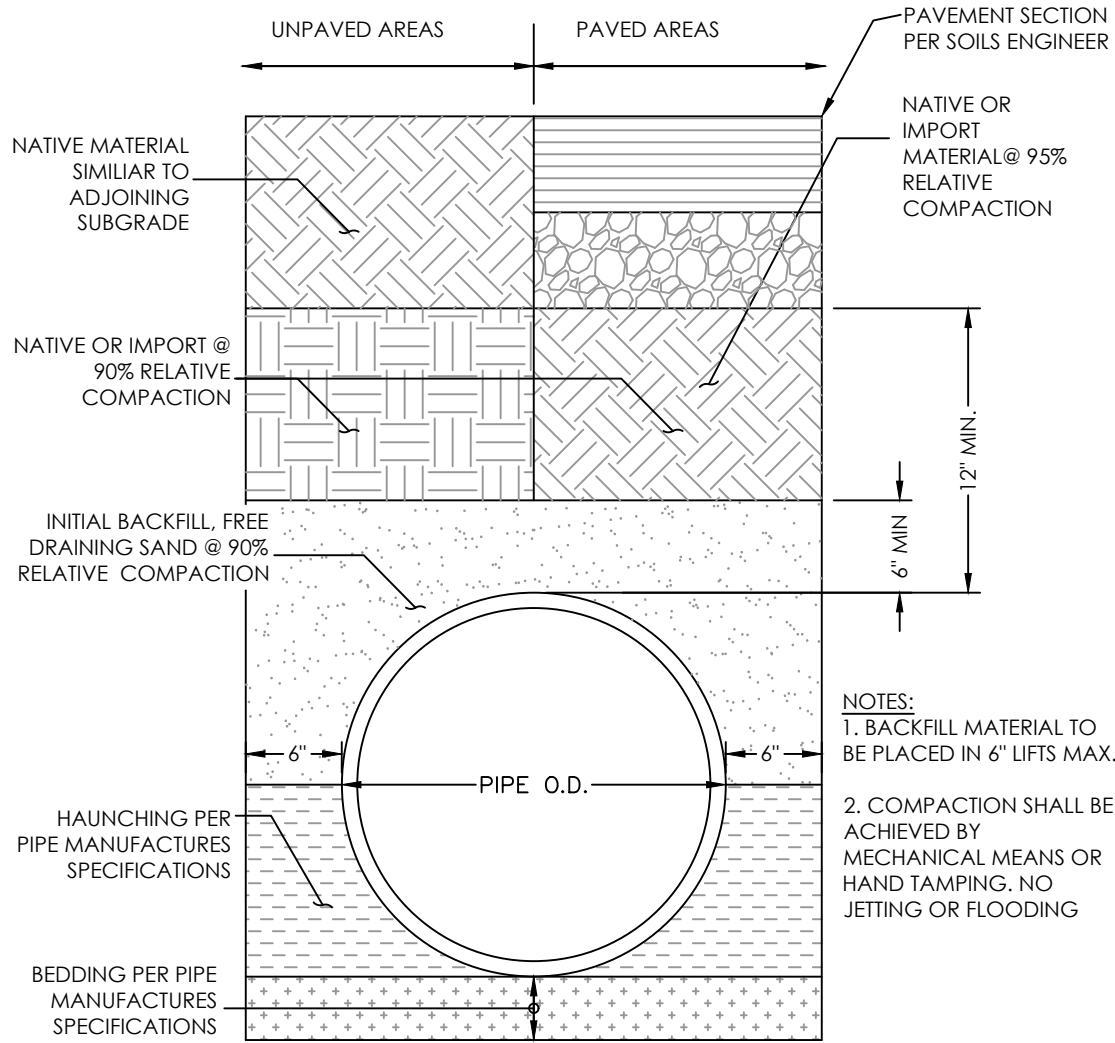 UNPAVED AREAS
PAVED AREAS
PAVEMENT SECTION
PER SOILS ENGINEER
NATIVE OR
IMPORT
MATERIAL@ 95%
RELATIVE
COMPACTION
NATIVE MATERIAL
SIMILIAR TO
ADJOINING
SUBGRADE
NATIVE OR IMPORT @
90% RELATIVE
COMPACTION
12" MIN.
6" MIN
INITIAL BACKFILL, FREE
DRAINING SAND @ 90%
RELATIVE COMPACTION
6"
6"
PIPE O.D.
NOTES:
1. BACKFILL MATERIAL TO
BE PLACED IN 6" LIFTS MAX.
2. COMPACTION SHALL BE
ACHIEVED BY
MECHANICAL MEANS OR
HAND TAMPING. NO
JETTING OR FLOODING
HAUNCHING PER
PIPE MANUFACTURES
SPECIFICATIONS
BEDDING PER PIPE
MANUFACTURES
SPECIFICATIONS